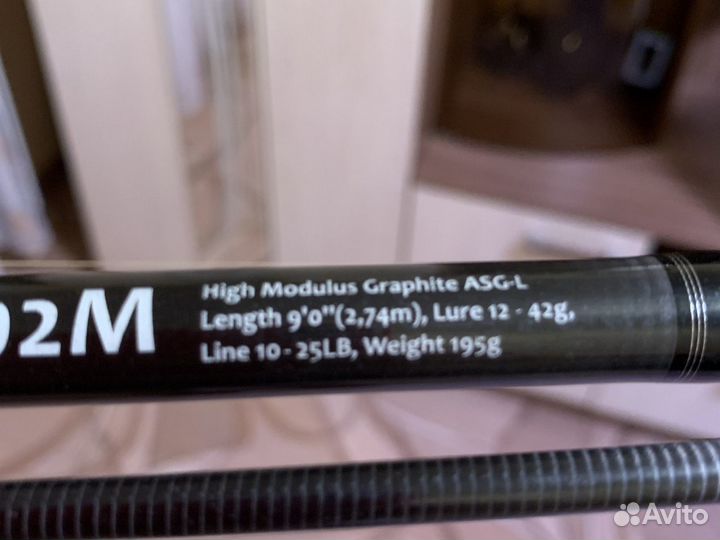 02M
High Modulus Graphite ASG-L
Length 9'0''(2,74m), Lure 12 - 42g,
Line 10 - 25LB, Weight 195g
Avito